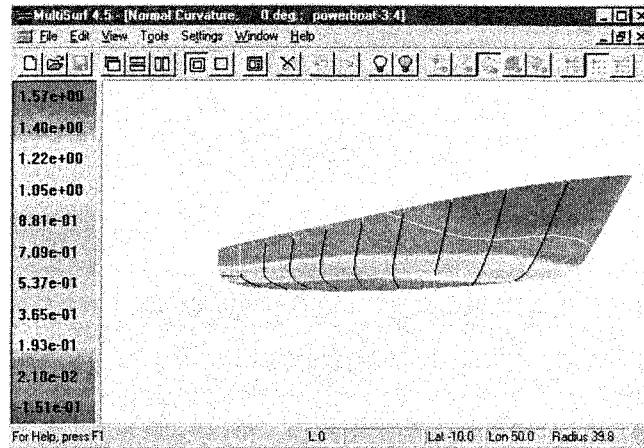 MultiSurf 4.5 - [Normal Curvature, 0 deg., powerboat-3.4]
File Edit View Tools Settings Window Help
1.57e+00
1.40e+00
1.22e+00
1.05e+00
8.81e-01
7.09e-01
5.37e-01
3.65e-01
1.93e-01
2.10e-02
-1.51e-01
For Help, press F1 L:0 Lat -10.0 Lon 50.0 Radius 39.8